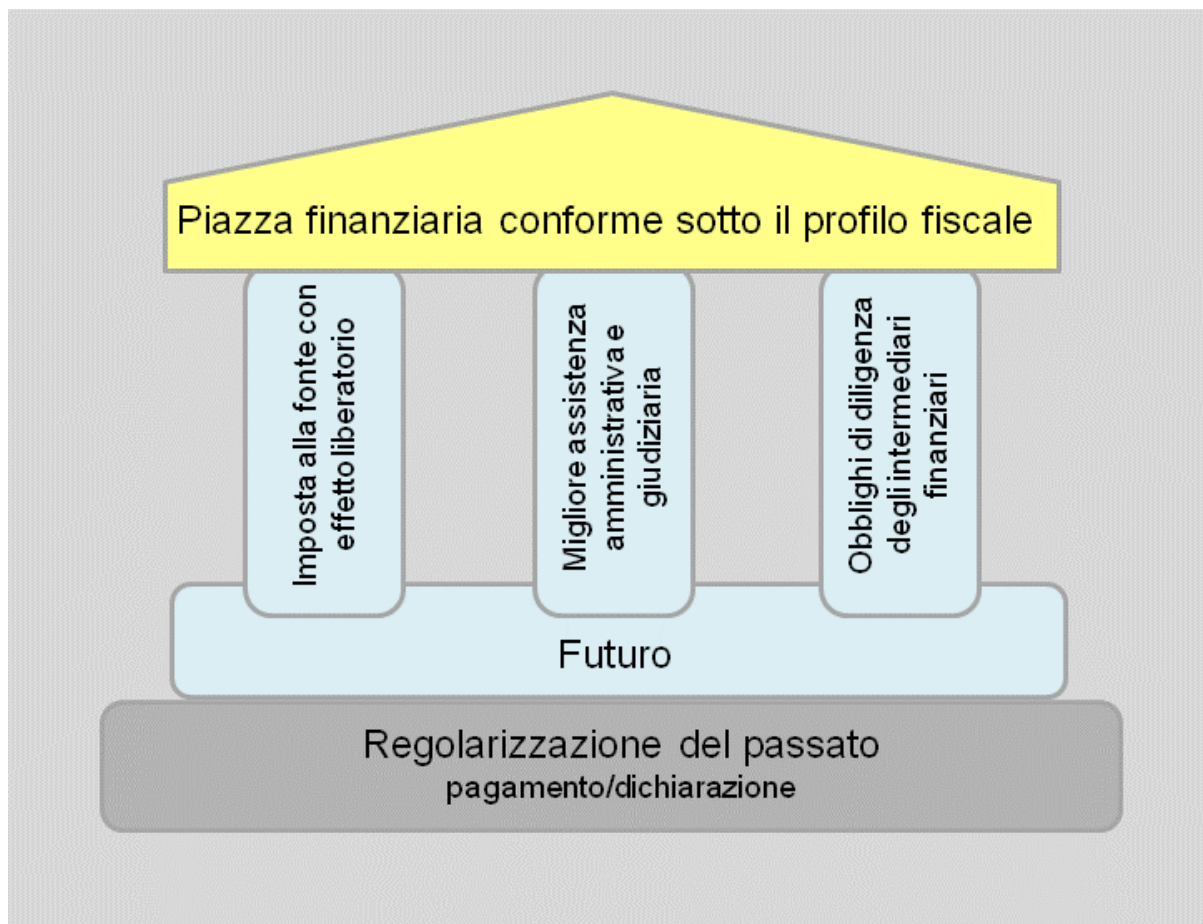 Piazza finanziaria conforme sotto il profilo fiscale
Imposta alla fonte con
effetto liberatorio
Migliore assistenza
amministrativa e
giudiziaria
Obblighi di diligenza
degli intermediari
finanziari
Futuro
Regolarizzazione del passato
pagamento/dichiarazione